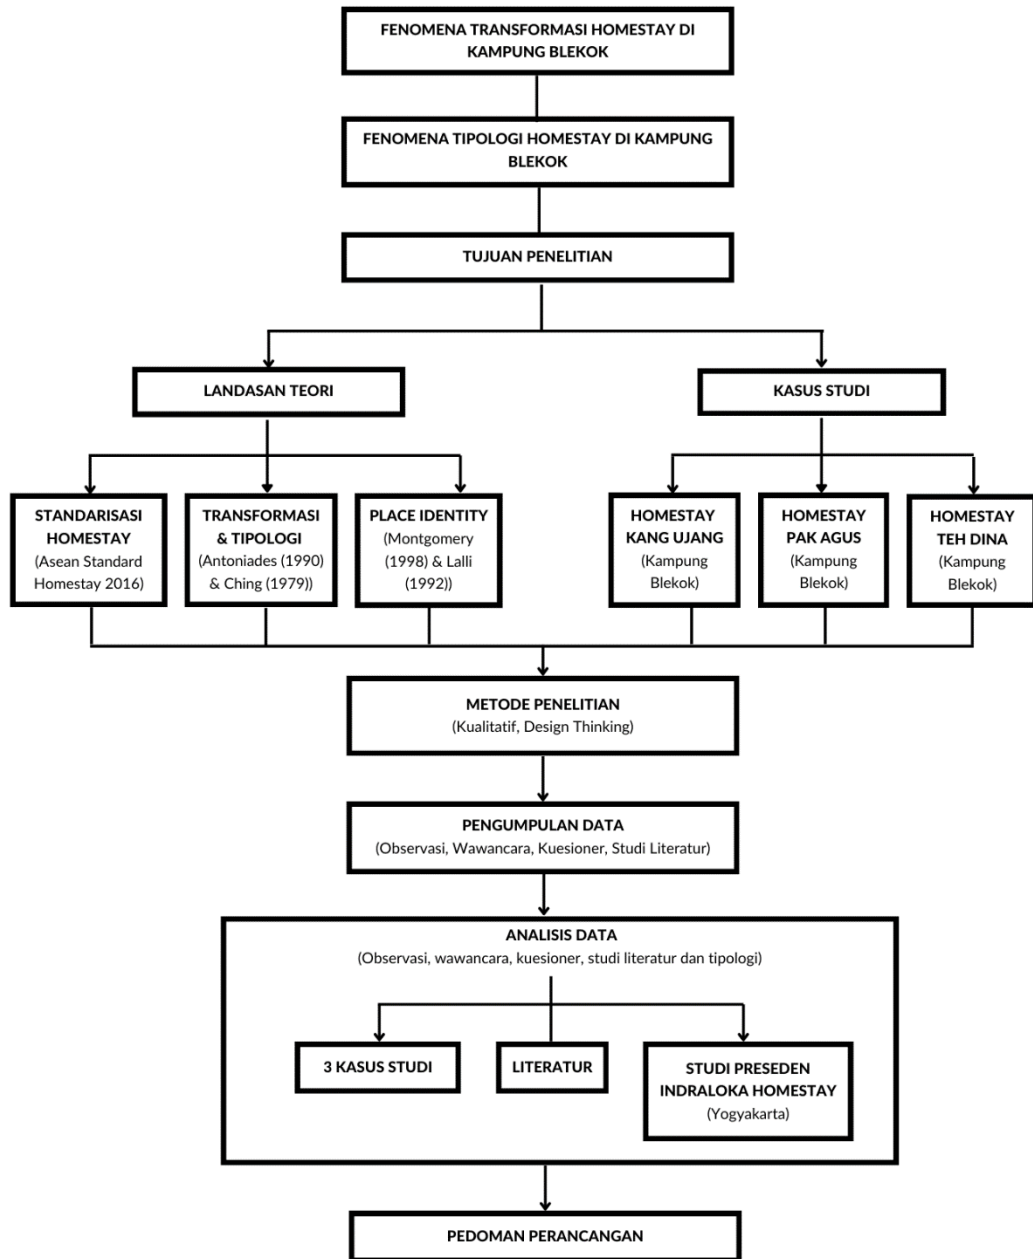 FENOMENA TRANSFORMASI HOMESTAY DI
KAMPUNG BLEKOK
FENOMENA TIPOLOGI HOMESTAY DI KAMPUNG
BLEKOK
TUJUAN PENELITIAN
LANDASAN TEORI
KASUS STUDI
STANDARISASI
HOMESTAY
(Asean Standard
Homestay 2016)
TRANSFORMASI
& TIPOLOGI
(Antoniades (1990)
& Ching (1979))
PLACE IDENTITY
(Montgomery
(1998) & Lalli
(1992))
HOMESTAY
KANG UJANG
(Kampung
Blekok)
HOMESTAY
PAK AGUS
(Kampung
Blekok)
HOMESTAY
TEH DINA
(Kampung
Blekok)
METODE PENELITIAN
(Kualitatif, Design Thinking)
PENGUMPULAN DATA
(Observasi, Wawancara, Kuesioner, Studi Literatur)
ANALISIS DATA
(Observasi, wawancara, kuesioner, studi literatur dan tipologi)
3 KASUS STUDI
LITERATUR
STUDI PRESEDEN
INDRALOKA HOMESTAY
(Yogyakarta)
PEDOMAN PERANCANGAN